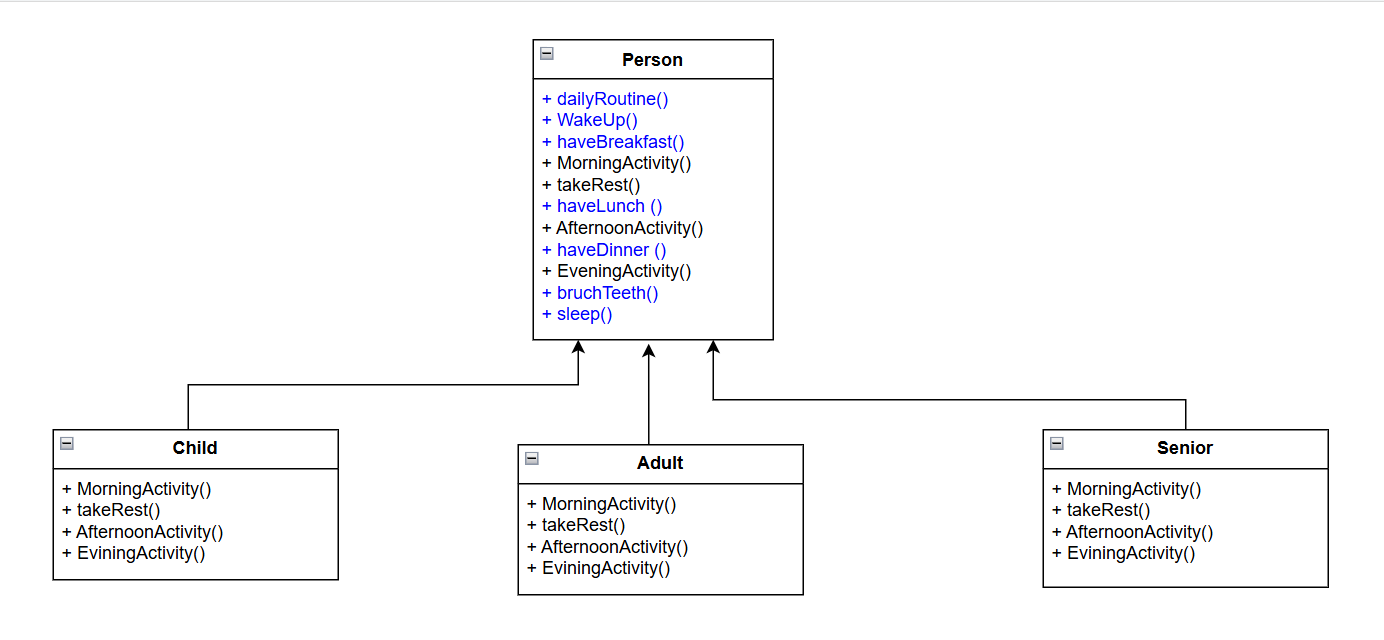 Person
+ dailyRoutine()
+ WakeUp()
+ haveBreakfast()
+ MorningActivity()
+ takeRest()
+ haveLunch ()
+ AfternoonActivity()
+ haveDinner ()
+ EveningActivity()
+ bruchTeeth()
+ sleep()
Child
+ MorningActivity()
+ takeRest()
+ AfternoonActivity()
+ EviningActivity()
Adult
+ MorningActivity()
+ takeRest()
+ AfternoonActivity()
+ EviningActivity()
Senior
+ MorningActivity()
+ takeRest()
+ AfternoonActivity()
+ EviningActivity()